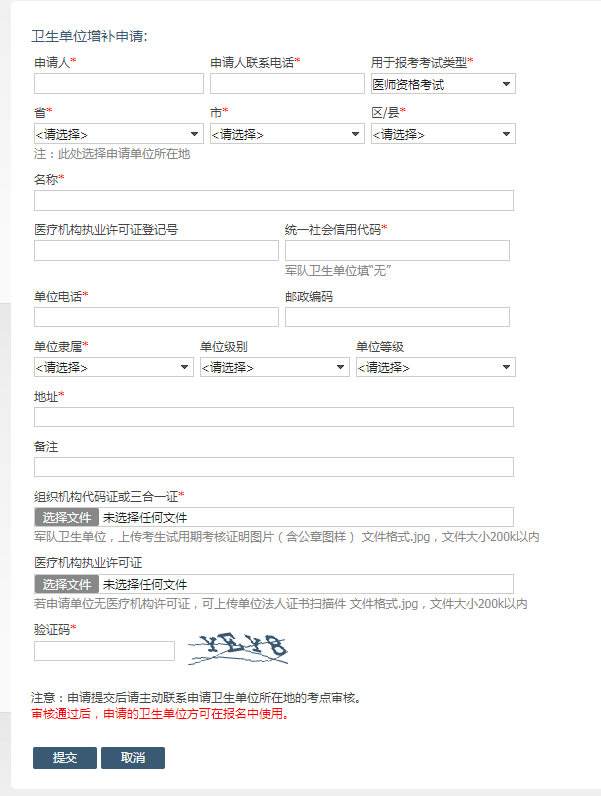 卫生单位增补申请:
申请人* 申请人联系电话* 用于报考考试类型*
医师资格考试
省* 市* 区/县*
<请选择> <请选择> <请选择>
注：此处选择申请单位所在地
名称*
医疗机构执业许可证登记号 统一社会信用代码*
军队卫生单位填“无”
单位电话* 邮政编码
单位隶属* 单位级别 单位等级
<请选择> <请选择> <请选择>
地址*
备注
组织机构代码证或三合一证*
选择文件 未选择任何文件
军队卫生单位，上传考生试用期考核证明图片（含公章图样） 文件格式.jpg，文件大小200k以内
医疗机构执业许可证
选择文件 未选择任何文件
若申请单位无医疗机构许可证，可上传单位法人证书扫描件 文件格式.jpg，文件大小200k以内
验证码*
注意：申请提交后请主动联系申请卫生单位所在地的考点审核。
审核通过后，申请的卫生单位方可在报名中使用。
提交 取消